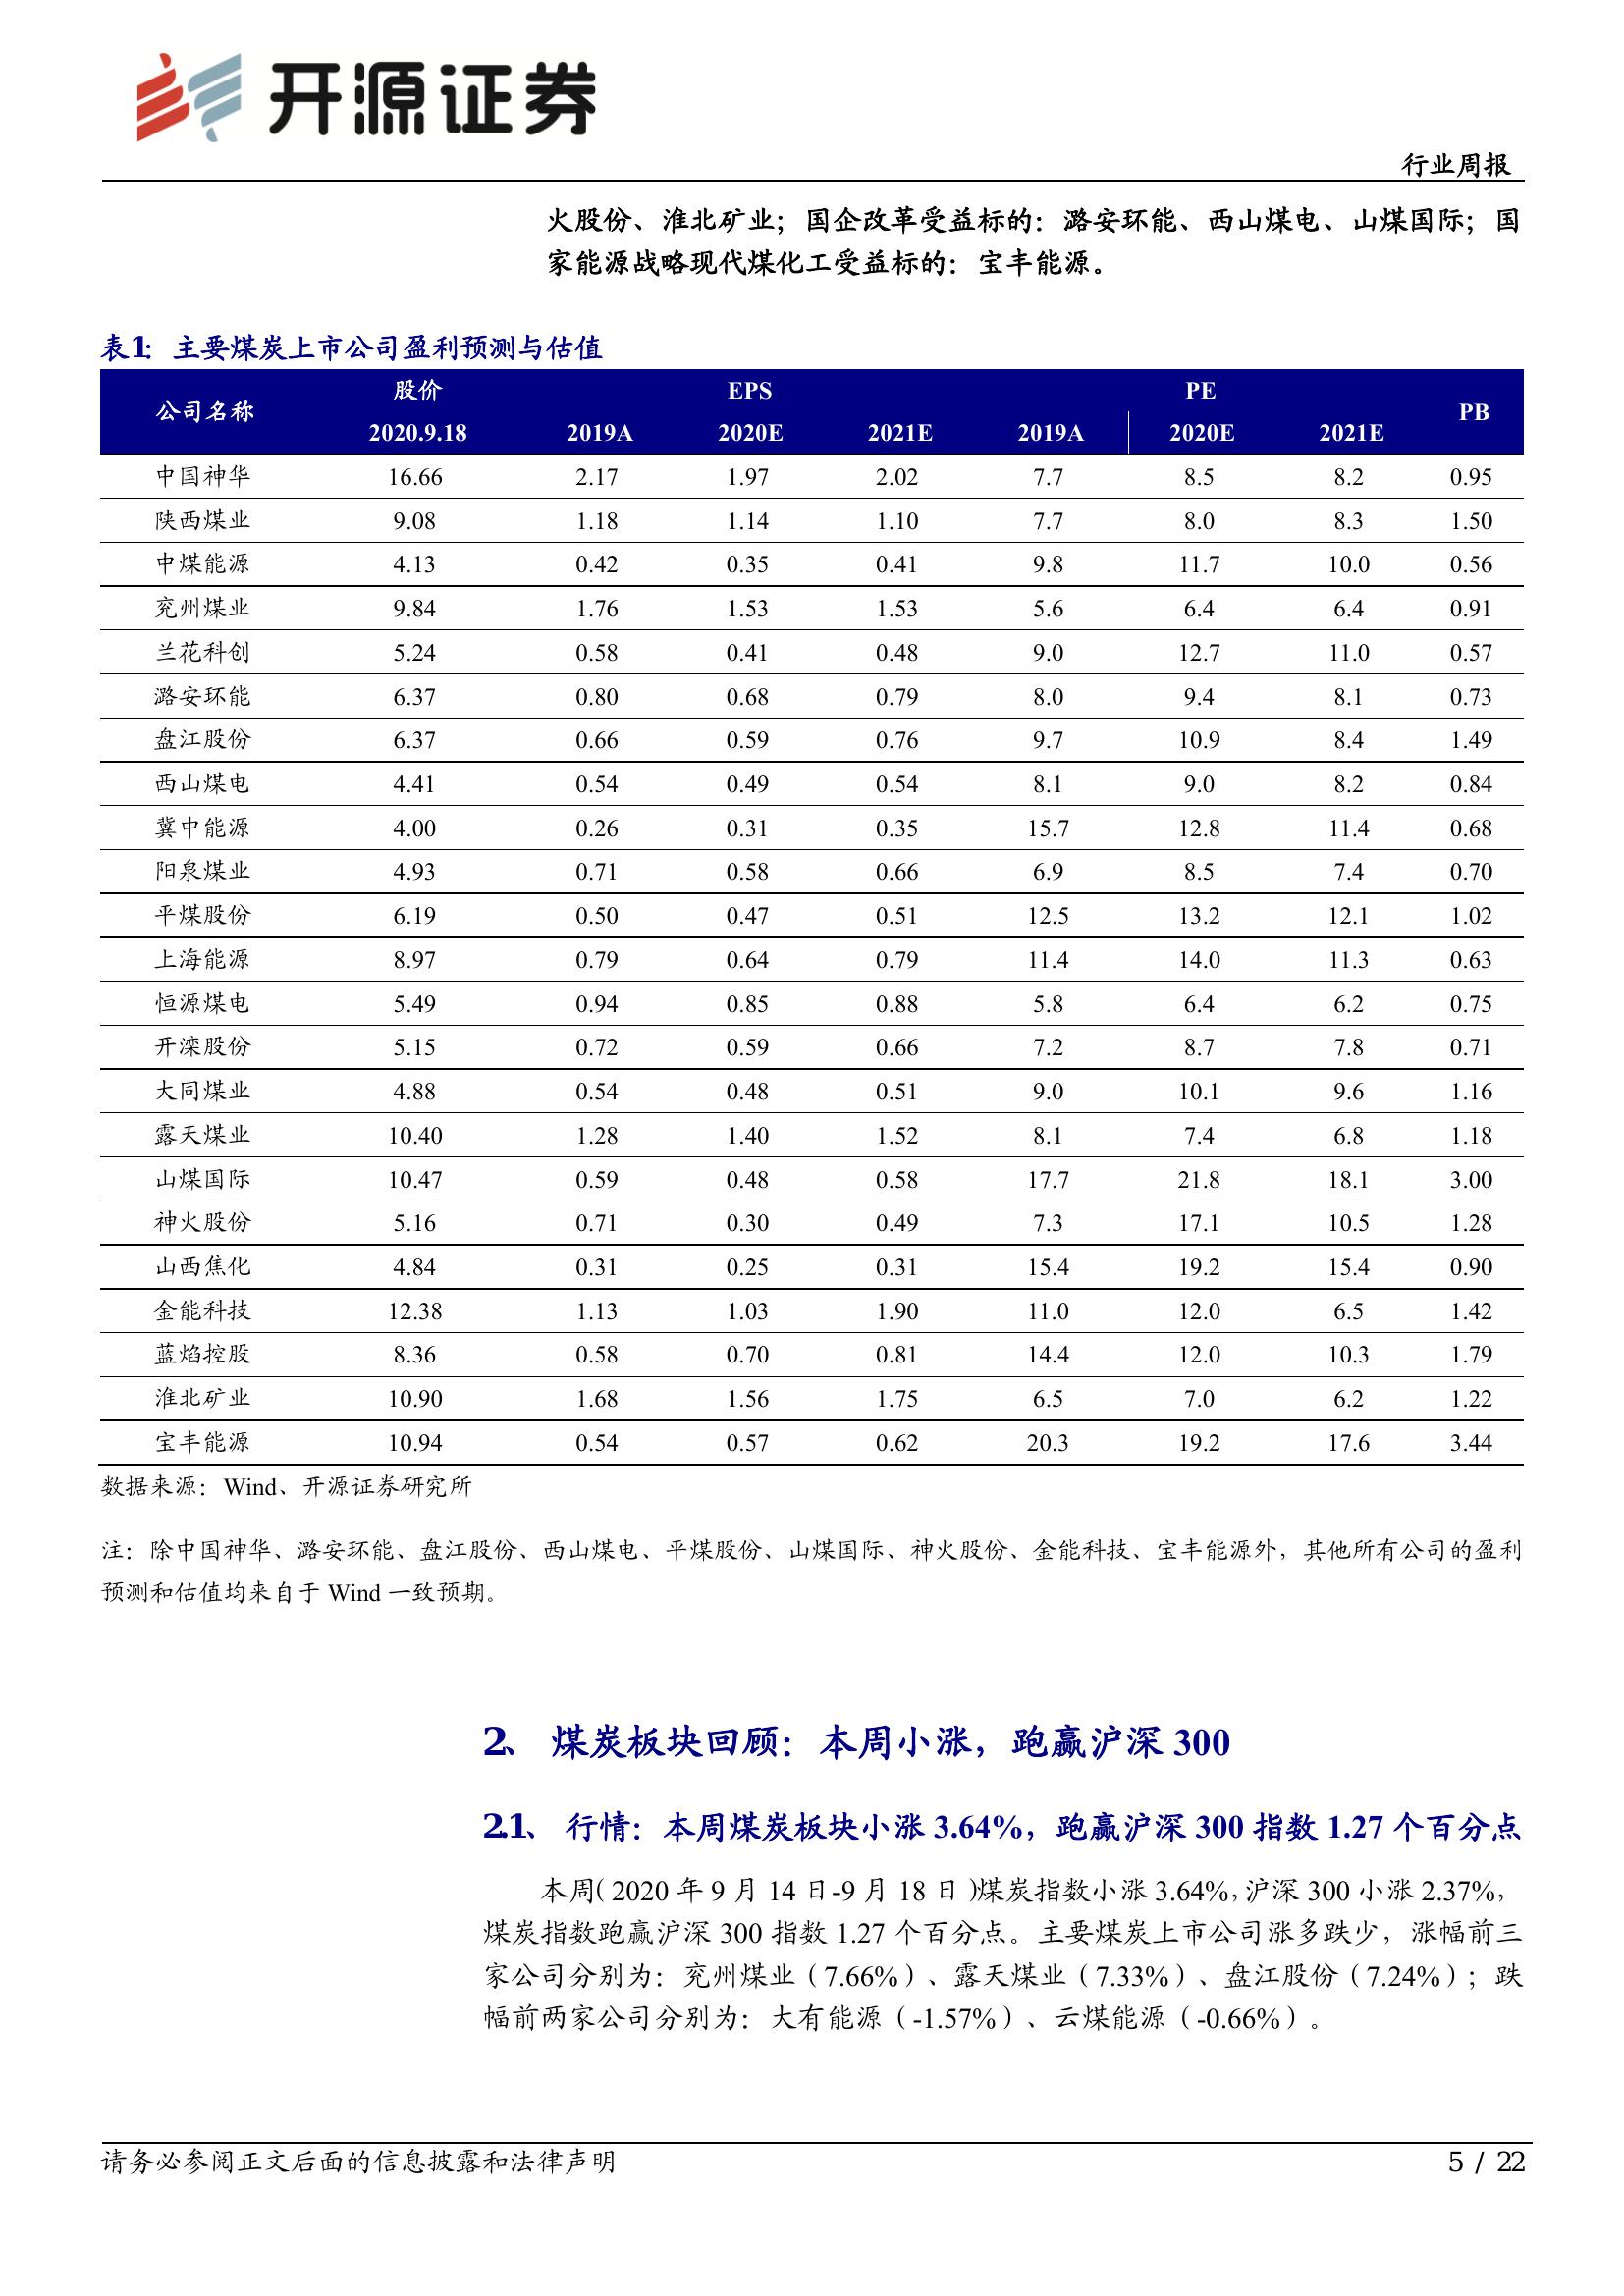 开源证券
行业周报
火股份、淮北矿业；国企改革受益标的：潞安环能、西山煤电、山煤国际；国
家能源战略现代煤化工受益标的：宝丰能源。
表1：主要煤炭上市公司盈利预测与估值
公司名称 股价 EPS PE PB
2020.9.18 2019A 2020E 2021E 2019A 2020E 2021E
中国神华 16.66 2.17 1.97 2.02 7.7 8.5 8.2 0.95
陕西煤业 9.08 1.18 1.14 1.10 7.7 8.0 8.3 1.50
中煤能源 4.13 0.42 0.35 0.41 9.8 11.7 10.0 0.56
兖州煤业 9.84 1.76 1.53 1.53 5.6 6.4 6.4 0.91
兰花科创 5.24 0.58 0.41 0.48 9.0 12.7 11.0 0.57
潞安环能 6.37 0.80 0.68 0.79 8.0 9.4 8.1 0.73
盘江股份 6.37 0.66 0.59 0.76 9.7 10.9 8.4 1.49
西山煤电 4.41 0.54 0.49 0.54 8.1 9.0 8.2 0.84
冀中能源 4.00 0.26 0.31 0.35 15.7 12.8 11.4 0.68
阳泉煤业 4.93 0.71 0.58 0.66 6.9 8.5 7.4 0.70
平煤股份 6.19 0.50 0.47 0.51 12.5 13.2 12.1 1.02
上海能源 8.97 0.79 0.64 0.79 11.4 14.0 11.3 0.63
恒源煤电 5.49 0.94 0.85 0.88 5.8 6.4 6.2 0.75
开滦股份 5.15 0.72 0.59 0.66 7.2 8.7 7.8 0.71
大同煤业 4.88 0.54 0.48 0.51 9.0 10.1 9.6 1.16
露天煤业 10.40 1.28 1.40 1.52 8.1 7.4 6.8 1.18
山煤国际 10.47 0.59 0.48 0.58 17.7 21.8 18.1 3.00
神火股份 5.16 0.71 0.30 0.49 7.3 17.1 10.5 1.28
山西焦化 4.84 0.31 0.25 0.31 15.4 19.2 15.4 0.90
金能科技 12.38 1.13 1.03 1.90 11.0 12.0 6.5 1.42
蓝焰控股 8.36 0.58 0.70 0.81 14.4 12.0 10.3 1.79
淮北矿业 10.90 1.68 1.56 1.75 6.5 7.0 6.2 1.22
宝丰能源 10.94 0.54 0.57 0.62 20.3 19.2 17.6 3.44
数据来源：Wind、开源证券研究所
注：除中国神华、潞安环能、盘江股份、西山煤电、平煤股份、山煤国际、神火股份、金能科技、宝丰能源外，其他所有公司的盈利
预测和估值均来自于 Wind 一致预期。
2、 煤炭板块回顾：本周小涨，跑赢沪深 300
2.1、 行情：本周煤炭板块小涨 3.64%，跑赢沪深 300 指数 1.27 个百分点
本周（2020 年 9 月 14 日-9 月 18 日）煤炭指数小涨 3.64%，沪深 300 小涨 2.37%，
煤炭指数跑赢沪深 300 指数 1.27 个百分点。主要煤炭上市公司涨多跌少，涨幅前三
家公司分别为：兖州煤业（7.66%）、露天煤业（7.33%）、盘江股份（7.24%）；跌
幅前两家公司分别为：大有能源（-1.57%）、云煤能源（-0.66%）。
请务必参阅正文后面的信息披露和法律声明 5 / 22